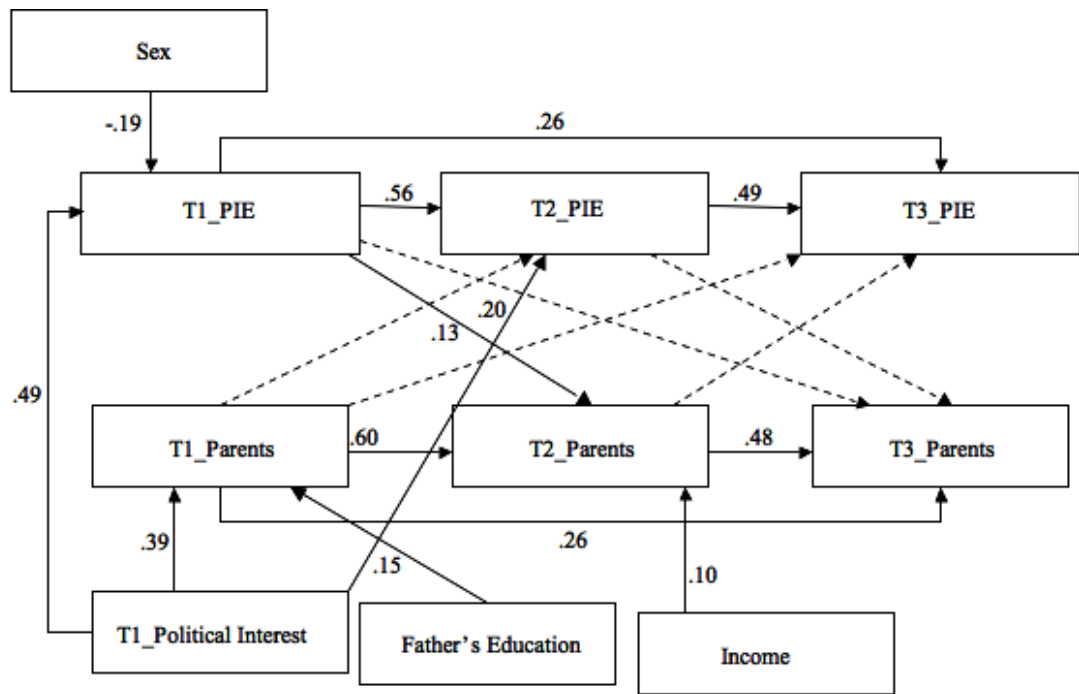 Sex
-.19
.26
T1_PIE
.56
T2_PIE
.49
T3_PIE
.20
.13
.49
T1_Parents
.60
T2_Parents
.48
T3_Parents
.39
.26
.15
.10
T1_Political Interest
Father’s Education
Income